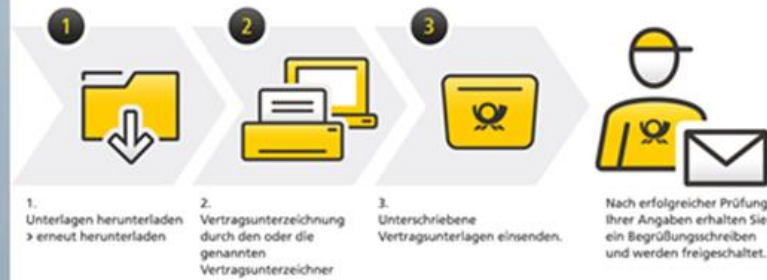 1
2
3
1.
Unterlagen herunterladen
> erneut herunterladen
2.
Vertragsunterzeichnung
durch den oder die
genannten
Vertragsunterzeichner
3.
Unterschriebene
Vertragsunterlagen einsenden.
Nach erfolgreicher Prüfung
Ihrer Angaben erhalten Sie
ein Begrüßungsschreiben
und werden freigeschaltet.